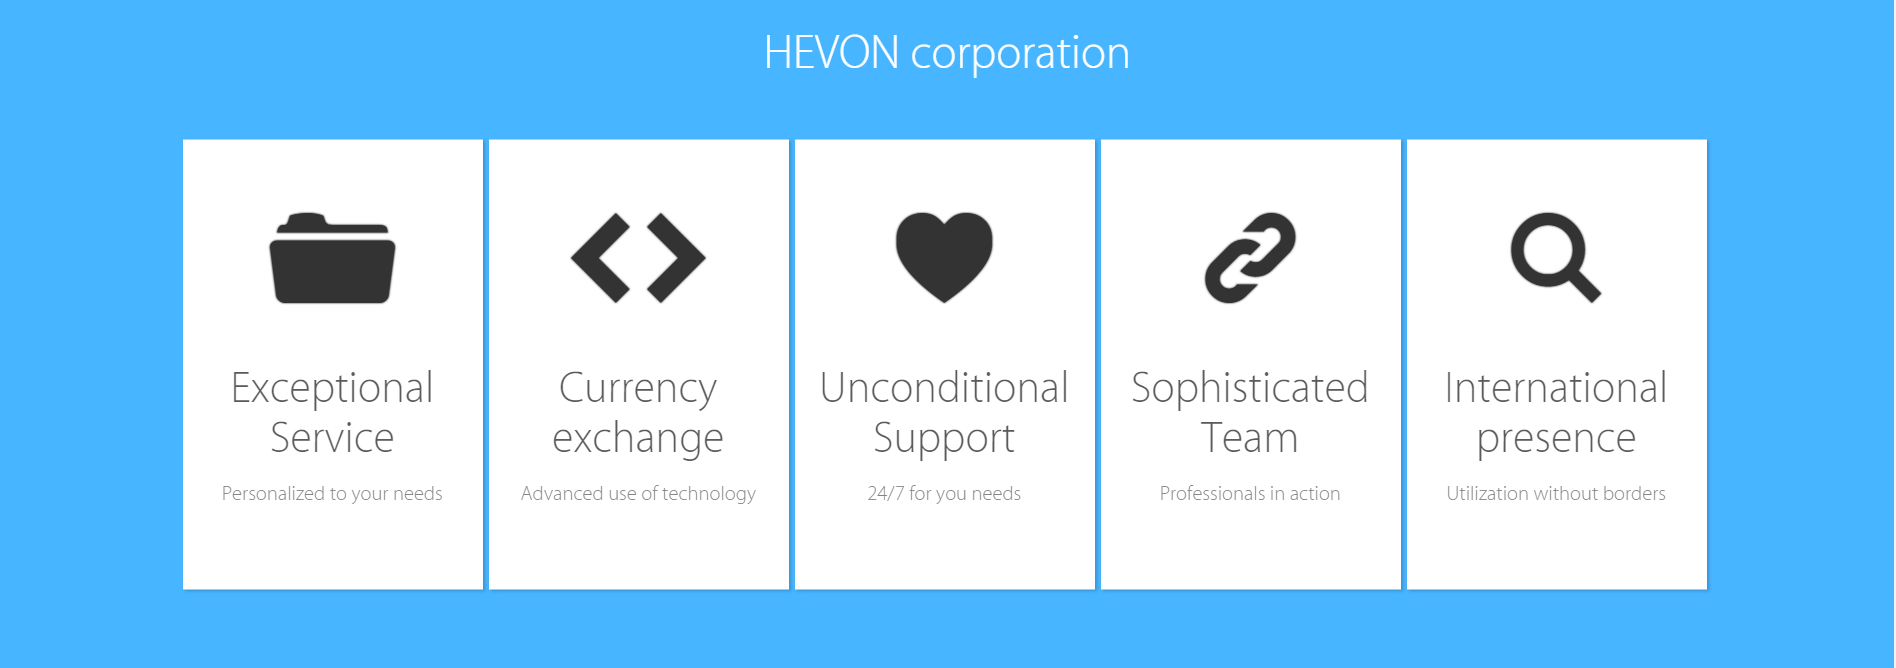 HEVON corporation
Exceptional
Service
Personalized to your needs
Currency
exchange
Advanced use of technology
Unconditional
Support
24/7 for you needs
Sophisticated
Team
Professionals in action
International
presence
Utilization without borders